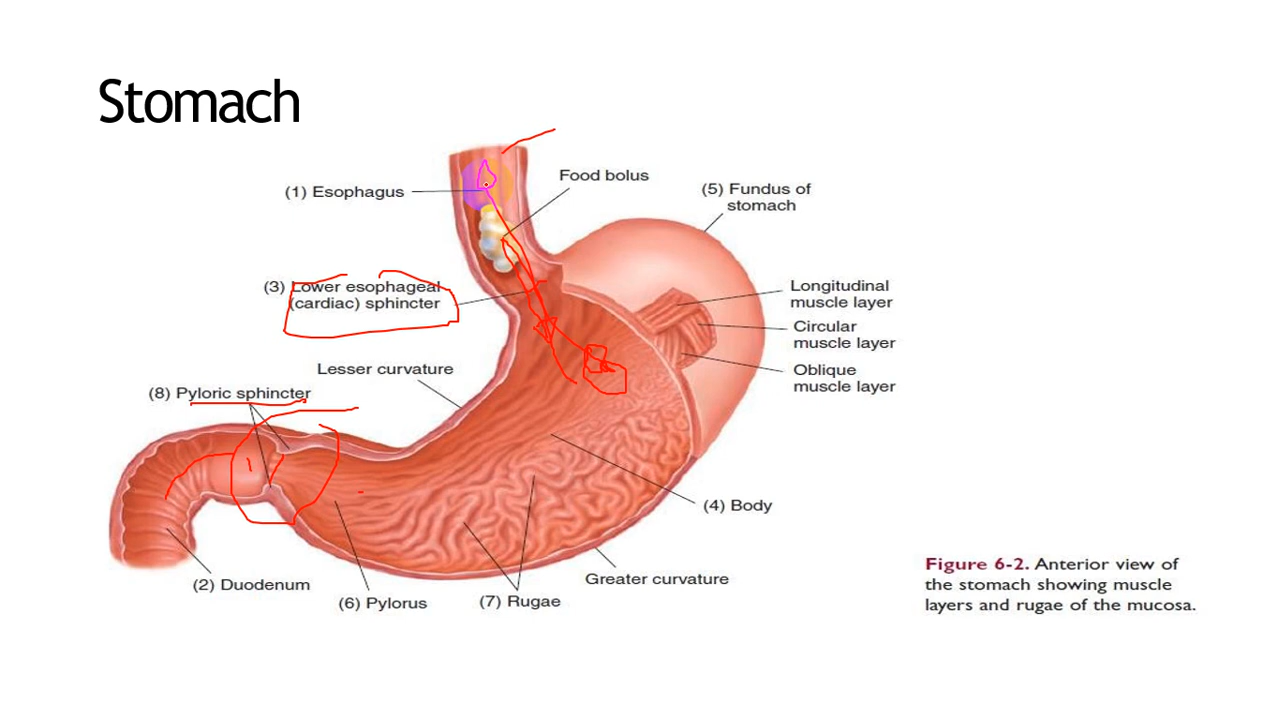 Stomach
(1) Esophagus
Food bolus
(5) Fundus of
stomach
(3) Lower esophageal
(cardiac) sphincter
Longitudinal
muscle layer
Circular
muscle layer
Oblique
muscle layer
Lesser curvature
(8) Pyloric sphincter
(4) Body
(2) Duodenum
(6) Pylorus
(7) Rugae
Greater curvature
Figure 6-2. Anterior view of
the stomach showing muscle
layers and rugae of the mucosa.